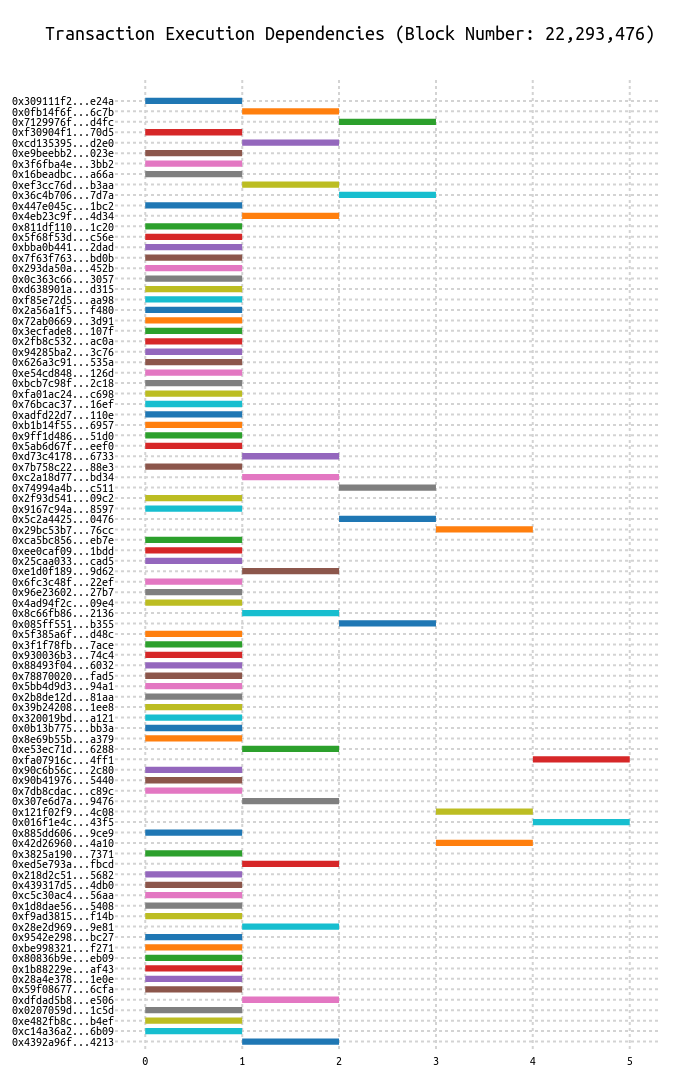 Transaction Execution Dependencies (Block Number: 22,293,476)
0x309111f2...e24a
0x0fb14f6f...6c7b
0x7129976f...d4fc
0xf30904f1...70d5
0xcd135395...d2e0
0xe9beebb2...023e
0x3f6fba4e...3bb2
0x16beadbc...a66a
0xef3cc76d...b3aa
0x36c4b706...7d7a
0x447e045c...1bc2
0x4eb23c9f...4d34
0x811df110...1c20
0x5f68f53d...c56e
0xbba0b441...2dad
0x7f63f763...bd0b
0x293da50a...452b
0x0c363c66...3057
0xd638901a...d315
0xf85e72d5...aa98
0x2a56a1f5...f480
0x72ab0669...3d91
0x3ecfade8...107f
0x2fb8c532...ac0a
0x94285ba2...3c76
0x626a3c91...535a
0xe54cd848...126d
0xbcb7c98f...2c18
0xfa01ac24...c698
0x76bcac37...16ef
0xadfd22d7...110e
0xb1b14f55...6957
0x9ff1d486...51d0
0x5ab6d67f...eef0
0xd73c4178...6733
0x7b758c22...88e3
0xc2a18d77...bd34
0x74994a4b...c511
0x2f93d541...09c2
0x9167c94a...8597
0x5c2a4425...0476
0x29bc53b7...76cc
0xca5bc856...eb7e
0xee0caf09...1bdd
0x25caa033...cad5
0xe1d0f189...9d62
0x6fc3c48f...22ef
0x96e23602...27b7
0x4ad94f2c...09e4
0x8c66fb86...2136
0x085ff551...b355
0x5f385a6f...d48c
0x3f1f78fb...7ace
0x930036b3...74c4
0x88493f04...6032
0x78870020...fad5
0x5bb4d9d3...94a1
0x2b8de12d...81aa
0x39b24208...1ee8
0x320019bd...a121
0x0b13b775...bb3a
0x8e69b55b...a379
0xe53ec71d...6288
0xfa07916c...4ff1
0x90c6b56c...2c80
0x90b41976...5440
0x7db8cdac...c89c
0x307e6d7a...9476
0x121f02f9...4c08
0x016f1e4c...43f5
0x885dd606...9ce9
0x42d26960...4a10
0x3825a190...7371
0xed5e793a...fbcd
0x218d2c51...5682
0x439317d5...4db0
0xc5c30ac4...56aa
0x1d8dae56...5408
0xf9ad3815...f14b
0x28e2d969...9e81
0x9542e298...bc27
0xbe998321...f271
0x80836b9e...eb09
0x1b88229e...af43
0x28a4e378...1e0e
0x59f08677...6cfa
0xdfdad5b8...e506
0x0207059d...1c5d
0xe482fb8c...b4ef
0xc14a36a2...6b09
0x4392a96f...4213
0 1 2 3 4 5